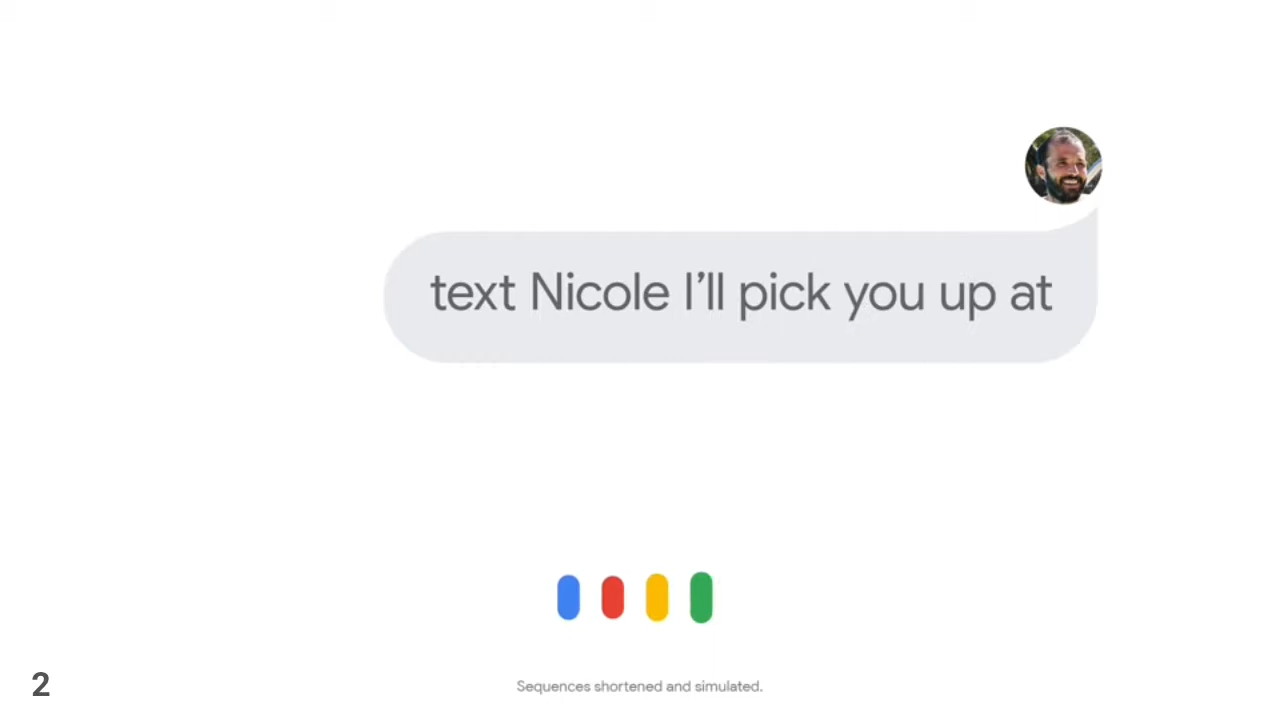 text Nicole I’ll pick you up at
Sequences shortened and simulated.
2